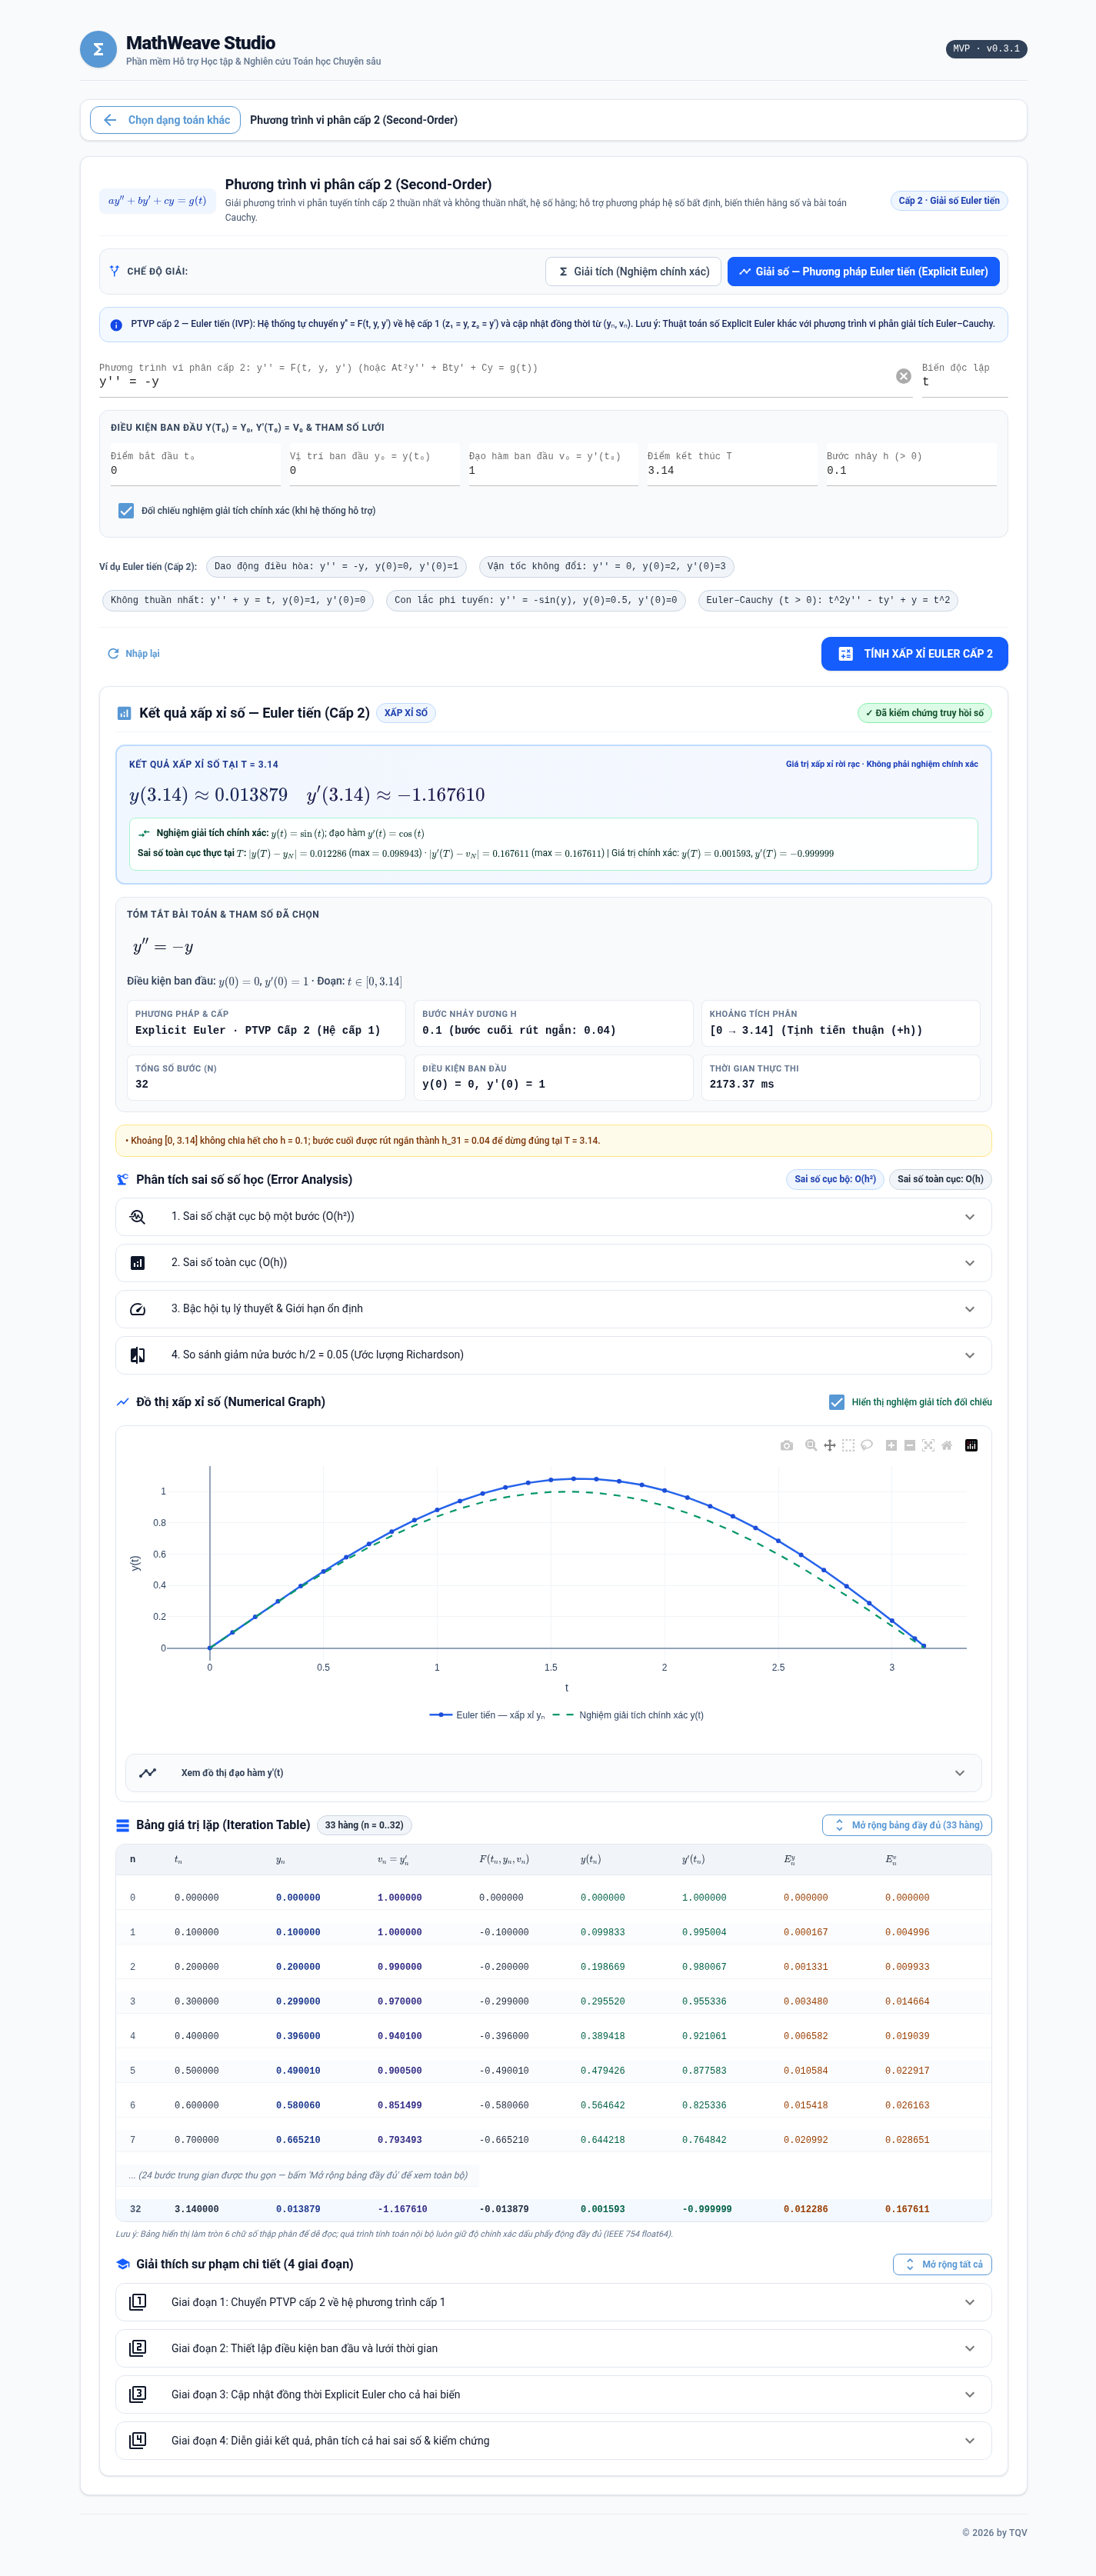 Σ
MathWeave Studio
Phần mềm Hỗ trợ Học tập & Nghiên cứu Toán học Chuyên sâu
MVP · v0.3.1
Chọn dạng toán khác
Phương trình vi phân cấp 2 (Second-Order)
ay″ + by′ + cy = g(t)
Phương trình vi phân cấp 2 (Second-Order)
Giải phương trình vi phân tuyến tính cấp 2 thuần nhất và không thuần nhất, hệ số hằng; hỗ trợ phương pháp hệ số bất định, biến thiên hằng số và bài toán
Cauchy.
Cấp 2 · Giải số Euler tiến
CHẾ ĐỘ GIẢI:
Σ Giải tích (Nghiệm chính xác)
Giải số — Phương pháp Euler tiến (Explicit Euler)
PTVP cấp 2 — Euler tiến (IVP): Hệ thống tự chuyển y'' = F(t, y, y') về hệ cấp 1 (z₁ = y, z₂ = y') và cập nhật đồng thời từ (yₙ, vₙ). Lưu ý: Thuật toán số Explicit Euler khác với phương trình vi phân giải tích Euler–Cauchy.
Phương trình vi phân cấp 2: y'' = F(t, y, y') (hoặc At²y'' + Bty' + Cy = g(t))
y'' = -y
Biến độc lập
t
ĐIỀU KIỆN BAN ĐẦU Y(T₀) = Y₀, Y'(T₀) = V₀ & THAM SỐ LƯỚI
Điểm bắt đầu t₀
0
Vị trí ban đầu y₀ = y(t₀)
0
Đạo hàm ban đầu v₀ = y'(t₀)
1
Điểm kết thúc T
3.14
Bước nhảy h (> 0)
0.1
Đối chiếu nghiệm giải tích chính xác (khi hệ thống hỗ trợ)
Ví dụ Euler tiến (Cấp 2):
Dao động điều hòa: y'' = -y, y(0)=0, y'(0)=1
Vận tốc không đổi: y'' = 0, y(0)=2, y'(0)=3
Không thuần nhất: y'' + y = t, y(0)=1, y'(0)=0
Con lắc phi tuyến: y'' = -sin(y), y(0)=0.5, y'(0)=0
Euler–Cauchy (t > 0): t^2y'' - ty' + y = t^2
Nhập lại
TÍNH XẤP XỈ EULER CẤP 2
Kết quả xấp xỉ số — Euler tiến (Cấp 2)
XẤP XỈ SỐ
✓ Đã kiểm chứng truy hồi số
KẾT QUẢ XẤP XỈ SỐ TẠI T = 3.14
Giá trị xấp xỉ rời rạc · Không phải nghiệm chính xác
y(3.14) ≈ 0.013879 y′(3.14) ≈ −1.167610
Nghiệm giải tích chính xác: y(t) = sin (t); đạo hàm y′(t) = cos (t)
Sai số toàn cục thực tại T: |y(T) − y_N| = 0.012286 (max = 0.098943) · |y′(T) − v_N| = 0.167611 (max = 0.167611) | Giá trị chính xác: y(T) = 0.001593, y′(T) = −0.999999
TÓM TẮT BÀI TOÁN & THAM SỐ ĐÃ CHỌN
y″ = −y
Điều kiện ban đầu: y(0) = 0, y′(0) = 1 · Đoạn: t ∈ [0, 3.14]
PHƯƠNG PHÁP & CẤP
Explicit Euler · PTVP Cấp 2 (Hệ cấp 1)
BƯỚC NHẢY DƯƠNG H
0.1 (bước cuối rút ngắn: 0.04)
KHOẢNG TÍCH PHÂN
[0 → 3.14] (Tịnh tiến thuận (+h))
TỔNG SỐ BƯỚC (N)
32
ĐIỀU KIỆN BAN ĐẦU
y(0) = 0, y'(0) = 1
THỜI GIAN THỰC THI
2173.37 ms
• Khoảng [0, 3.14] không chia hết cho h = 0.1; bước cuối được rút ngắn thành h_31 = 0.04 để dừng đúng tại T = 3.14.
Phân tích sai số số học (Error Analysis)
Sai số cục bộ: O(h²)
Sai số toàn cục: O(h)
1. Sai số chặt cục bộ một bước (O(h²))
2. Sai số toàn cục (O(h))
3. Bậc hội tụ lý thuyết & Giới hạn ổn định
4. So sánh giảm nửa bước h/2 = 0.05 (Ước lượng Richardson)
Đồ thị xấp xỉ số (Numerical Graph)
Hiển thị nghiệm giải tích đối chiếu
1
0.8
0.6
0.4
0.2
0
y(t)
0 0.5 1 1.5 2 2.5 3
t
Euler tiến — xấp xỉ yₙ
Nghiệm giải tích chính xác y(t)
Xem đồ thị đạo hàm y'(t)
Bảng giá trị lặp (Iteration Table)
33 hàng (n = 0..32)
Mở rộng bảng đầy đủ (33 hàng)
n tₙ yₙ vₙ = y′ₙ F(tₙ, yₙ, vₙ) y(tₙ) y′(tₙ) Eₙʸ Eₙᵛ
0 0.000000 0.000000 1.000000 0.000000 0.000000 1.000000 0.000000 0.000000
1 0.100000 0.100000 1.000000 -0.100000 0.099833 0.995004 0.000167 0.004996
2 0.200000 0.200000 0.990000 -0.200000 0.198669 0.980067 0.001331 0.009933
3 0.300000 0.299000 0.970000 -0.299000 0.295520 0.955336 0.003480 0.014664
4 0.400000 0.396000 0.940100 -0.396000 0.389418 0.921061 0.006582 0.019039
5 0.500000 0.490010 0.900500 -0.490010 0.479426 0.877583 0.010584 0.022917
6 0.600000 0.580060 0.851499 -0.580060 0.564642 0.825336 0.015418 0.026163
7 0.700000 0.665210 0.793493 -0.665210 0.644218 0.764842 0.020992 0.028651
... (24 bước trung gian được thu gọn — bấm 'Mở rộng bảng đầy đủ' để xem toàn bộ)
32 3.140000 0.013879 -1.167610 -0.013879 0.001593 -0.999999 0.012286 0.167611
Lưu ý: Bảng hiển thị làm tròn 6 chữ số thập phân để dễ đọc; quá trình tính toán nội bộ luôn giữ độ chính xác dấu phẩy động đầy đủ (IEEE 754 float64).
Giải thích sư phạm chi tiết (4 giai đoạn)
Mở rộng tất cả
1
Giai đoạn 1: Chuyển PTVP cấp 2 về hệ phương trình cấp 1
2
Giai đoạn 2: Thiết lập điều kiện ban đầu và lưới thời gian
3
Giai đoạn 3: Cập nhật đồng thời Explicit Euler cho cả hai biến
4
Giai đoạn 4: Diễn giải kết quả, phân tích cả hai sai số & kiểm chứng
© 2026 by TQV